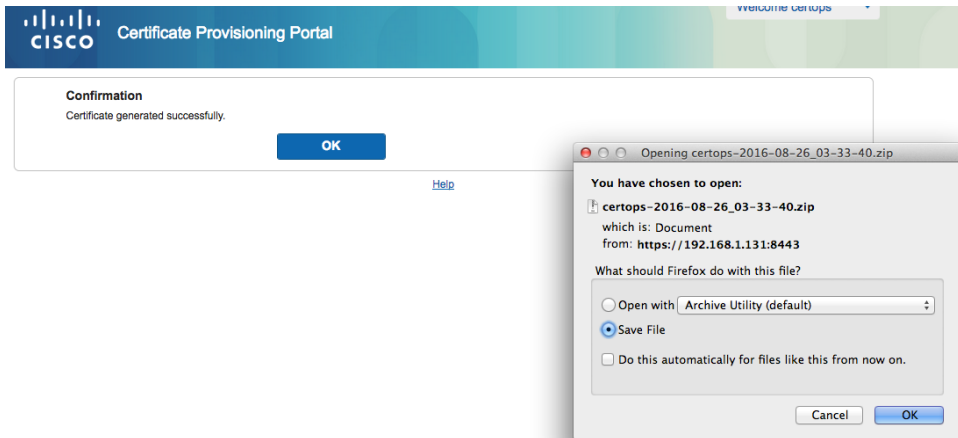 Welcome certops
CISCO
Certificate Provisioning Portal
Confirmation
Certificate generated successfully.
OK
Help
Opening certops-2016-08-26_03-33-40.zip
You have chosen to open:
certops-2016-08-26_03-33-40.zip
which is: Document
from: https://192.168.1.131:8443
What should Firefox do with this file?
Open with Archive Utility (default)
Save File
Do this automatically for files like this from now on.
Cancel OK